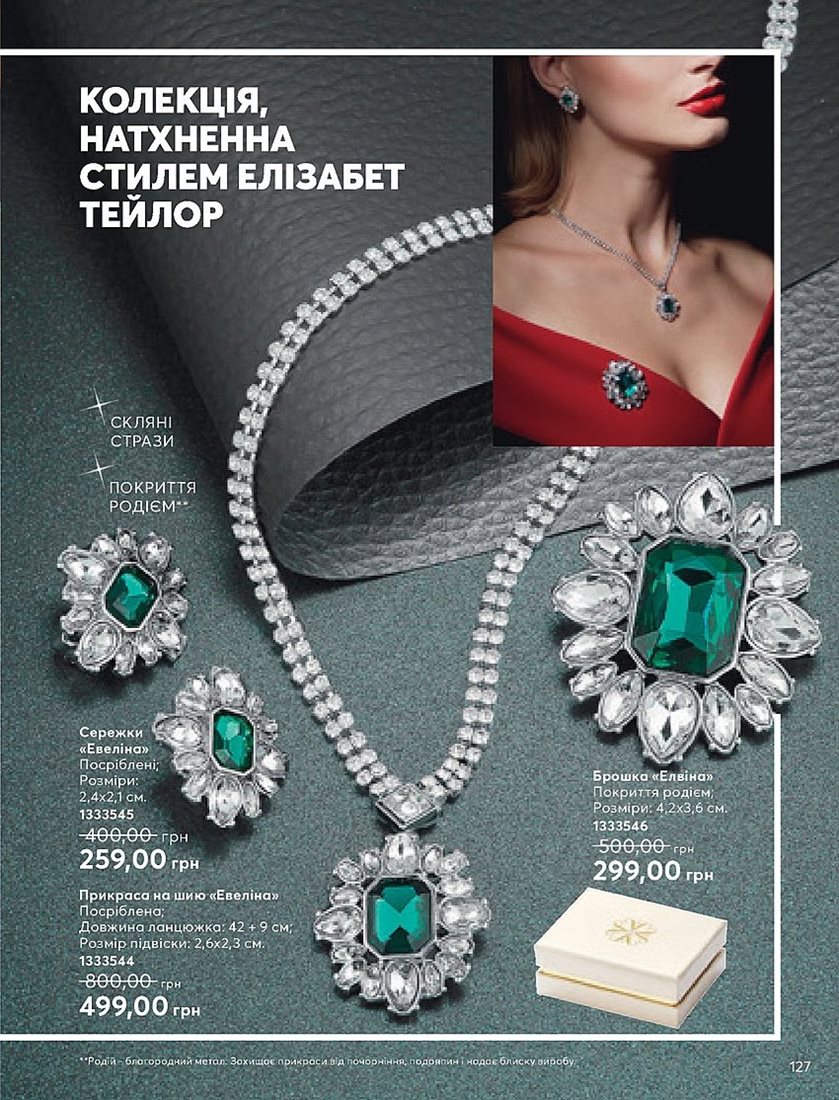 КОЛЕКЦІЯ,
НАТХНЕННА
СТИЛЕМ ЕЛІЗАБЕТ
ТЕЙЛОР
СКЛЯНІ
СТРАЗИ
ПОКРИТТЯ
РОДІЄМ**
Сережки
«Евеліна»
Посріблені;
Розміри:
2,4х2,1 см.
1333545
400,00 грн
259,00 грн
Прикраса на шию «Евеліна»
Посріблена;
Довжина ланцюжка: 42 + 9 см;
Розмір підвіски: 2,6х2,3 см.
1333544
800,00 грн
499,00 грн
Брошка «Елвіна»
Покриття родієм;
Розміри: 4,2х3,6 см.
1333546
500,00 грн
299,00 грн
**Родій – благородний метал. Захищає прикраси від почорніння, подряпин і надає блиску виробу.
127